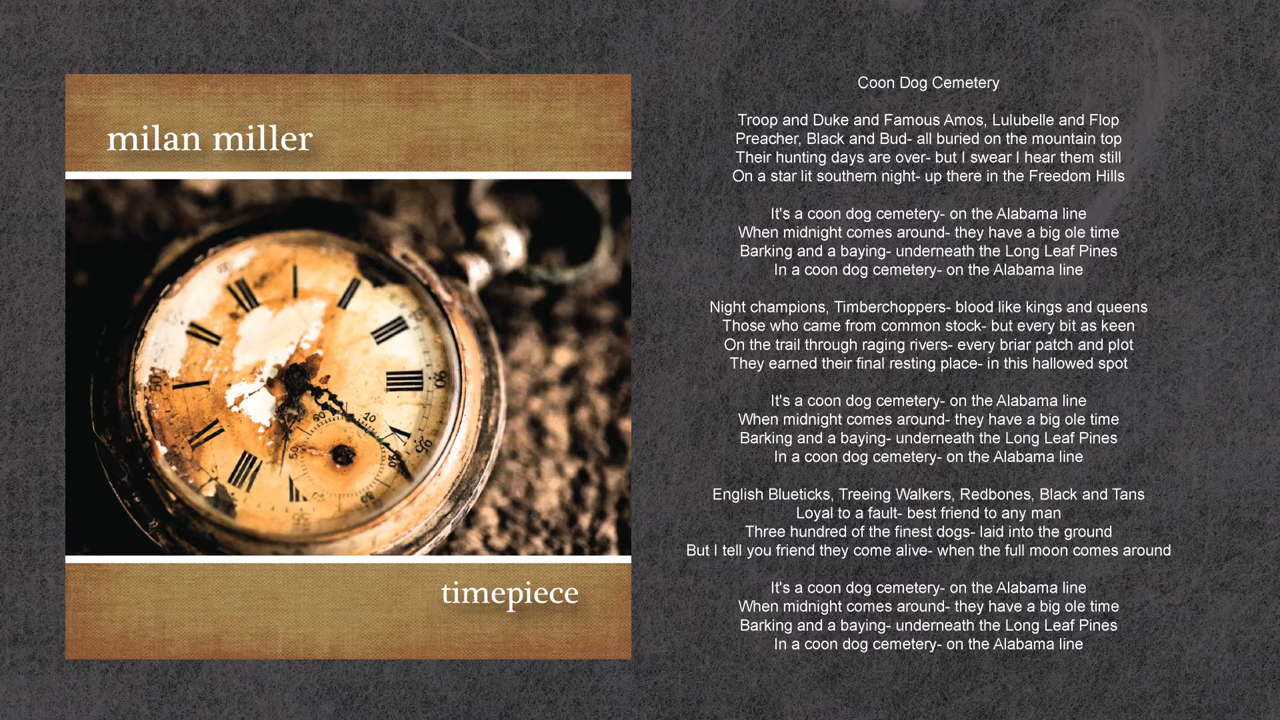 milan miller
timepiece
Coon Dog Cemetery
Troop and Duke and Famous Amos, Lulubelle and Flop
Preacher, Black and Bud- all buried on the mountain top
Their hunting days are over- but I swear I hear them still
On a star lit southern night- up there in the Freedom Hills
It's a coon dog cemetery- on the Alabama line
When midnight comes around- they have a big ole time
Barking and a baying- underneath the Long Leaf Pines
In a coon dog cemetery- on the Alabama line
Night champions, Timberchoppers- blood like kings and queens
Those who came from common stock- but every bit as keen
On the trail through raging rivers- every briar patch and plot
They earned their final resting place- in this hallowed spot
It's a coon dog cemetery- on the Alabama line
When midnight comes around- they have a big ole time
Barking and a baying- underneath the Long Leaf Pines
In a coon dog cemetery- on the Alabama line
English Blueticks, Treeing Walkers, Redbones, Black and Tans
Loyal to a fault- best friend to any man
Three hundred of the finest dogs- laid into the ground
But I tell you friend they come alive- when the full moon comes around
It's a coon dog cemetery- on the Alabama line
When midnight comes around- they have a big ole time
Barking and a baying- underneath the Long Leaf Pines
In a coon dog cemetery- on the Alabama line